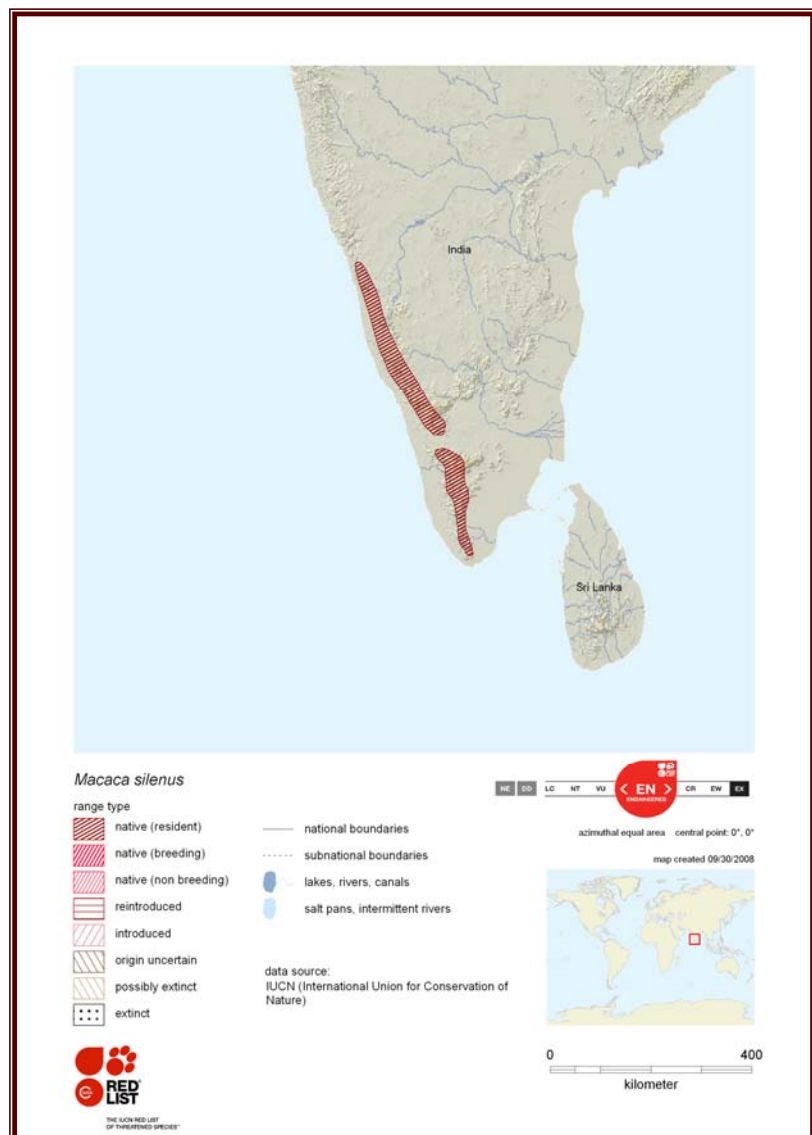 India
Sri Lanka
Macaca silenus
range type
native (resident)
native (breeding)
native (non breeding)
reintroduced
introduced
origin uncertain
possibly extinct
extinct
national boundaries
subnational boundaries
lakes, rivers, canals
salt pans, intermittent rivers
data source:
IUCN (International Union for Conservation of
Nature)
NE DD LC NT VU < EN > CR EW EX
ENDANGERED
azimuthal equal area central point: 0°, 0°
map created 09/30/2008
0 400
kilometer
RED
LIST
THE IUCN RED LIST
OF THREATENED SPECIES™